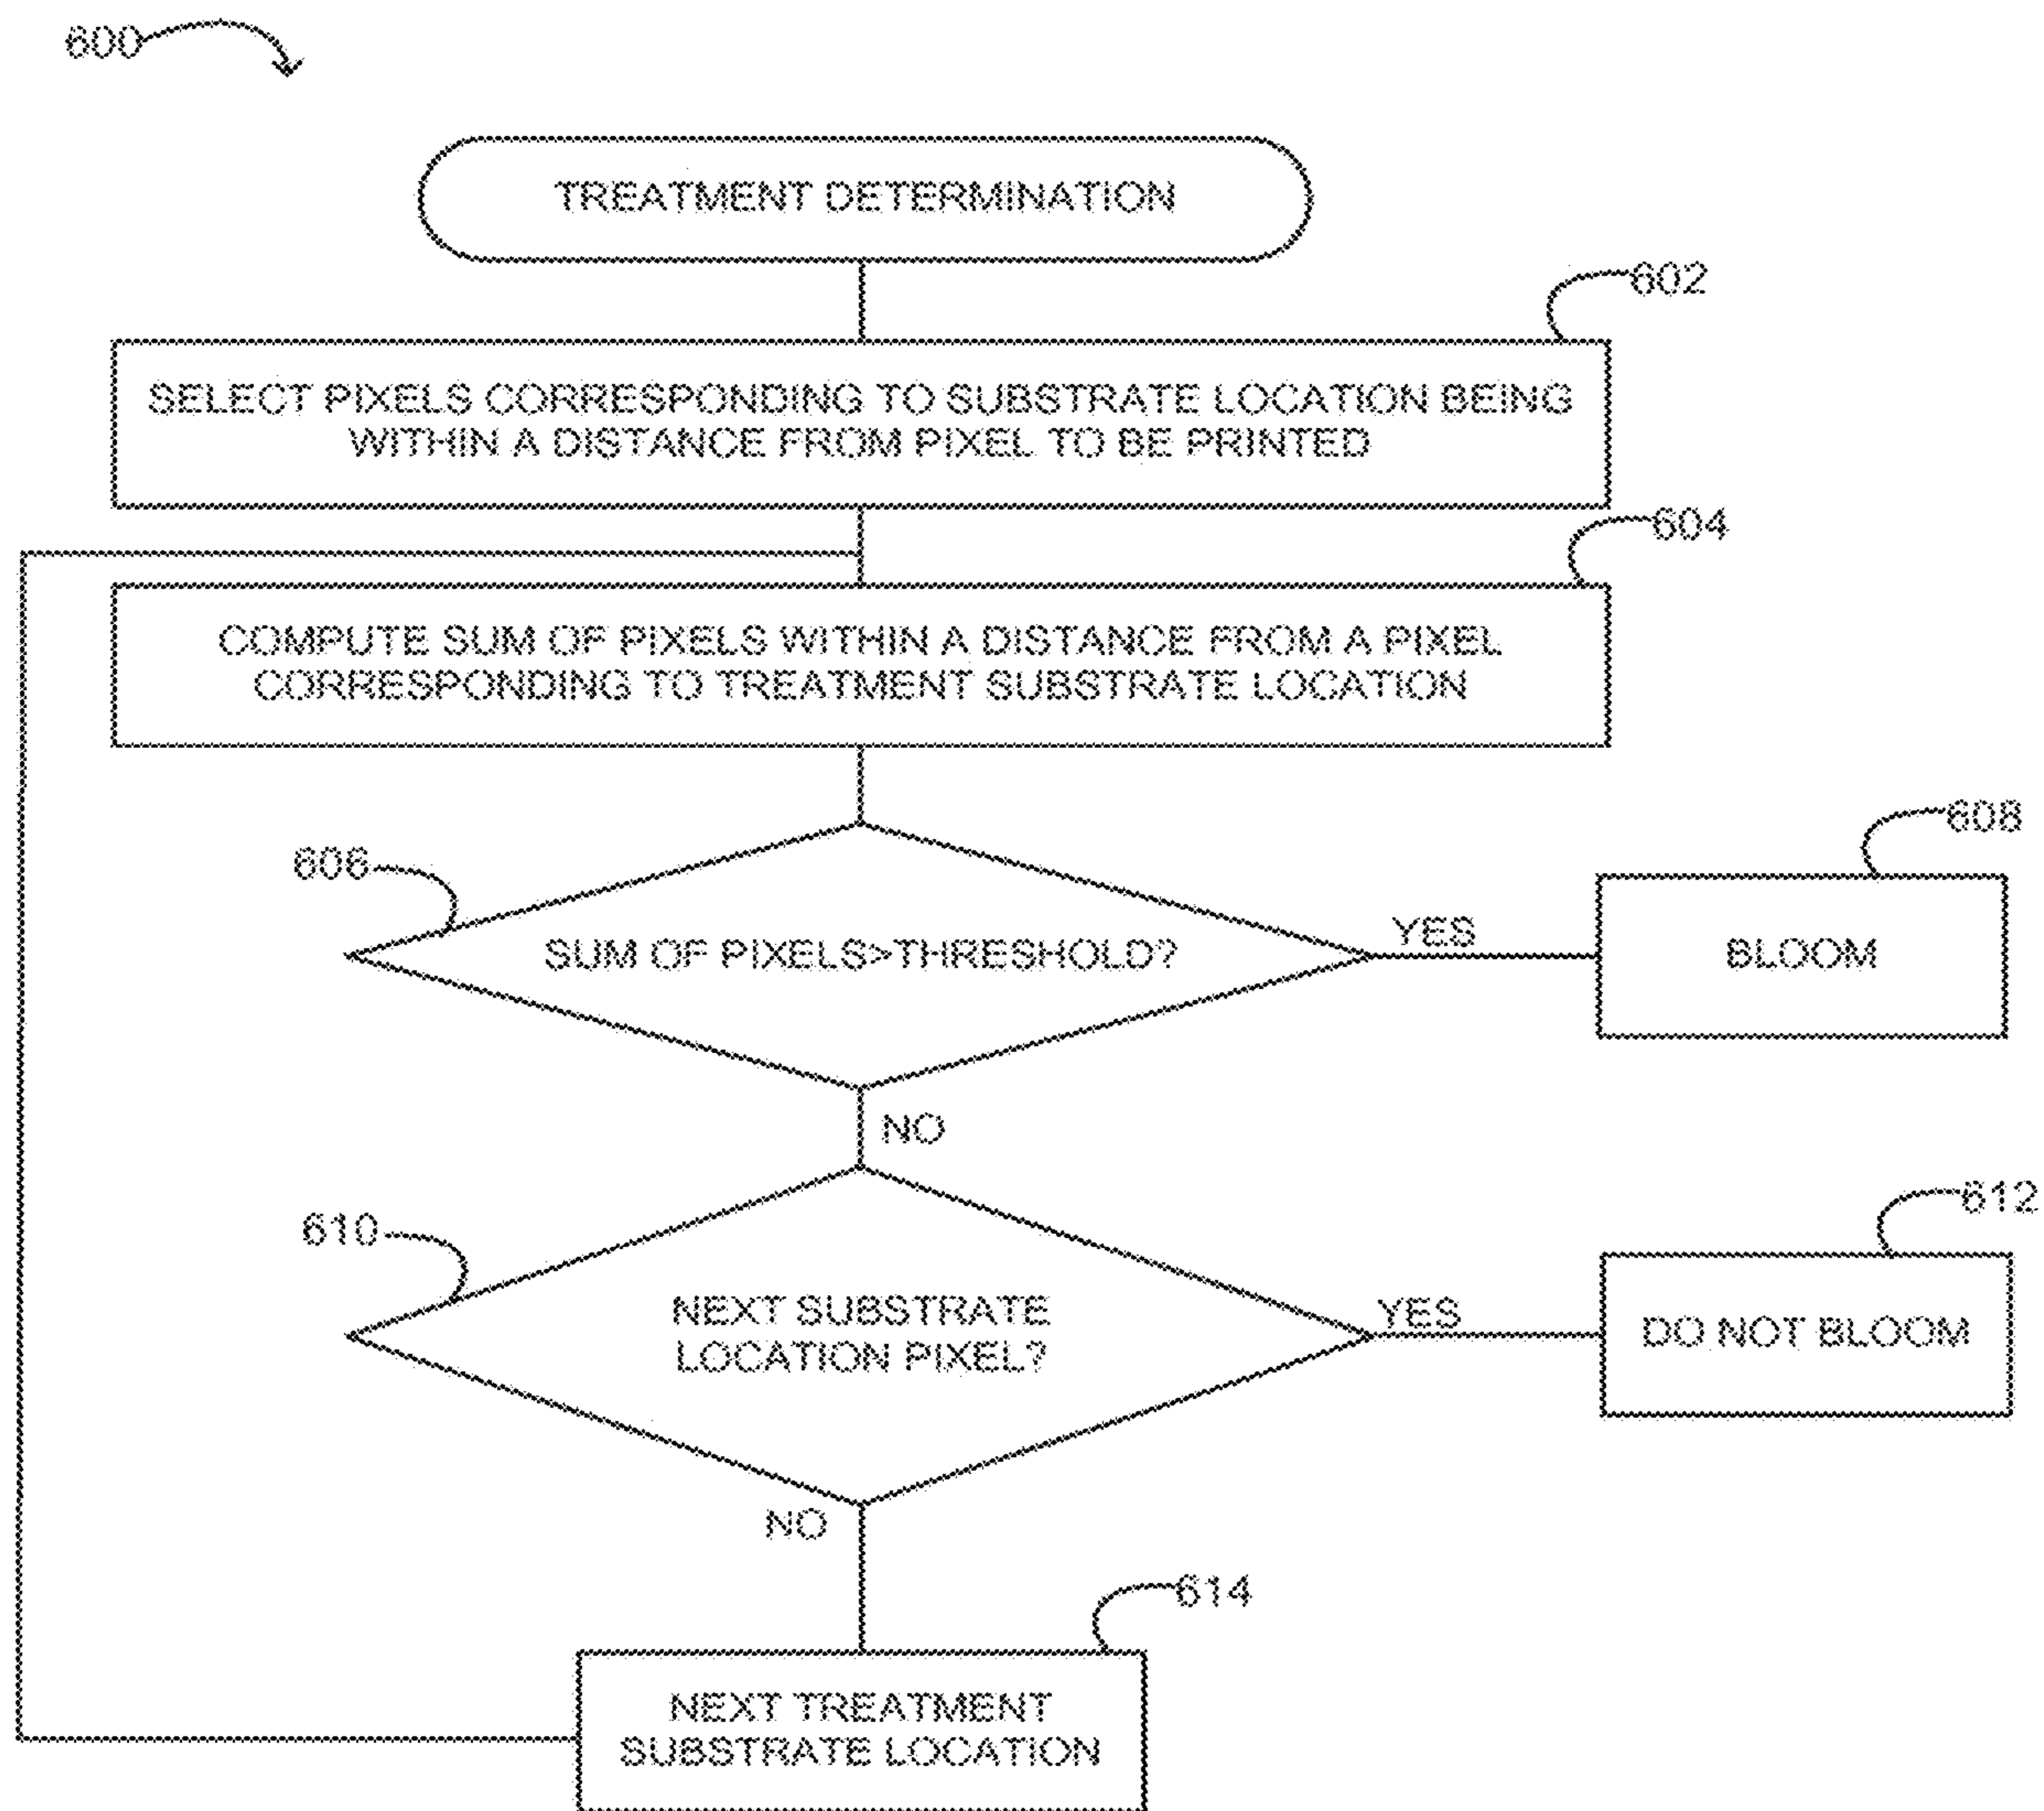 600
TREATMENT DETERMINATION
602
SELECT PIXELS CORRESPONDING TO SUBSTRATE LOCATION BEING
WITHIN A DISTANCE FROM PIXEL TO BE PRINTED
604
COMPUTE SUM OF PIXELS WITHIN A DISTANCE FROM A PIXEL
CORRESPONDING TO TREATMENT SUBSTRATE LOCATION
606
SUM OF PIXELS>THRESHOLD?
YES
608
BLOOM
NO
610
NEXT SUBSTRATE
LOCATION PIXEL?
YES
612
DO NOT BLOOM
NO
614
NEXT TREATMENT
SUBSTRATE LOCATION